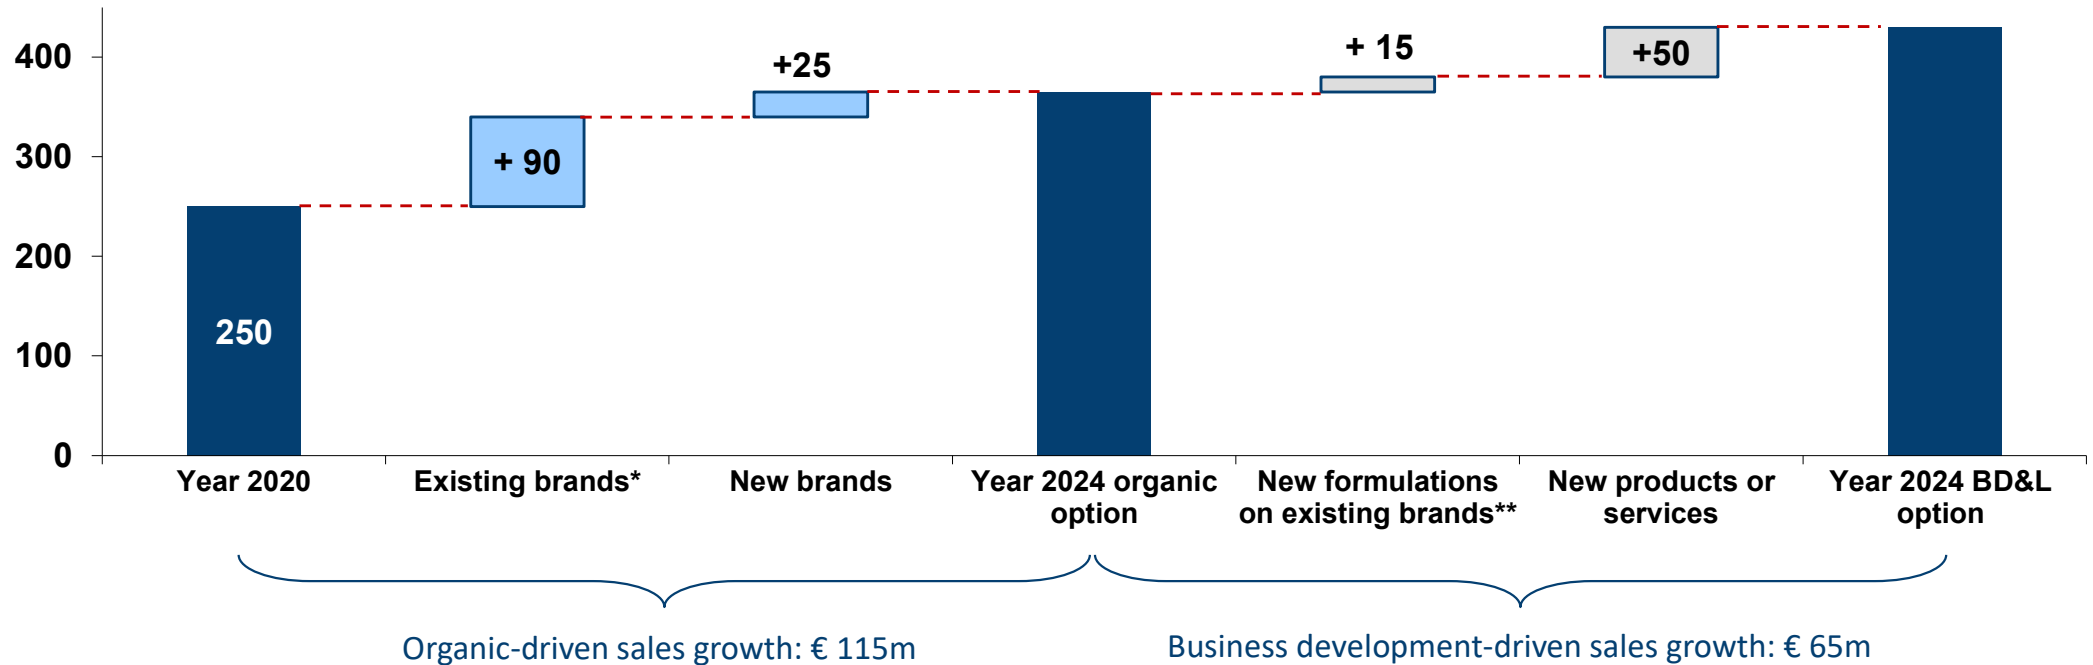 400
300
200
100
0
250
+ 90
+25
+ 15
+50
Year 2020
Existing brands*
New brands
Year 2024 organic
option
New formulations
on existing brands**
New products or
services
Year 2024 BD&L
option
Organic-driven sales growth: € 115m
Business development-driven sales growth: € 65m